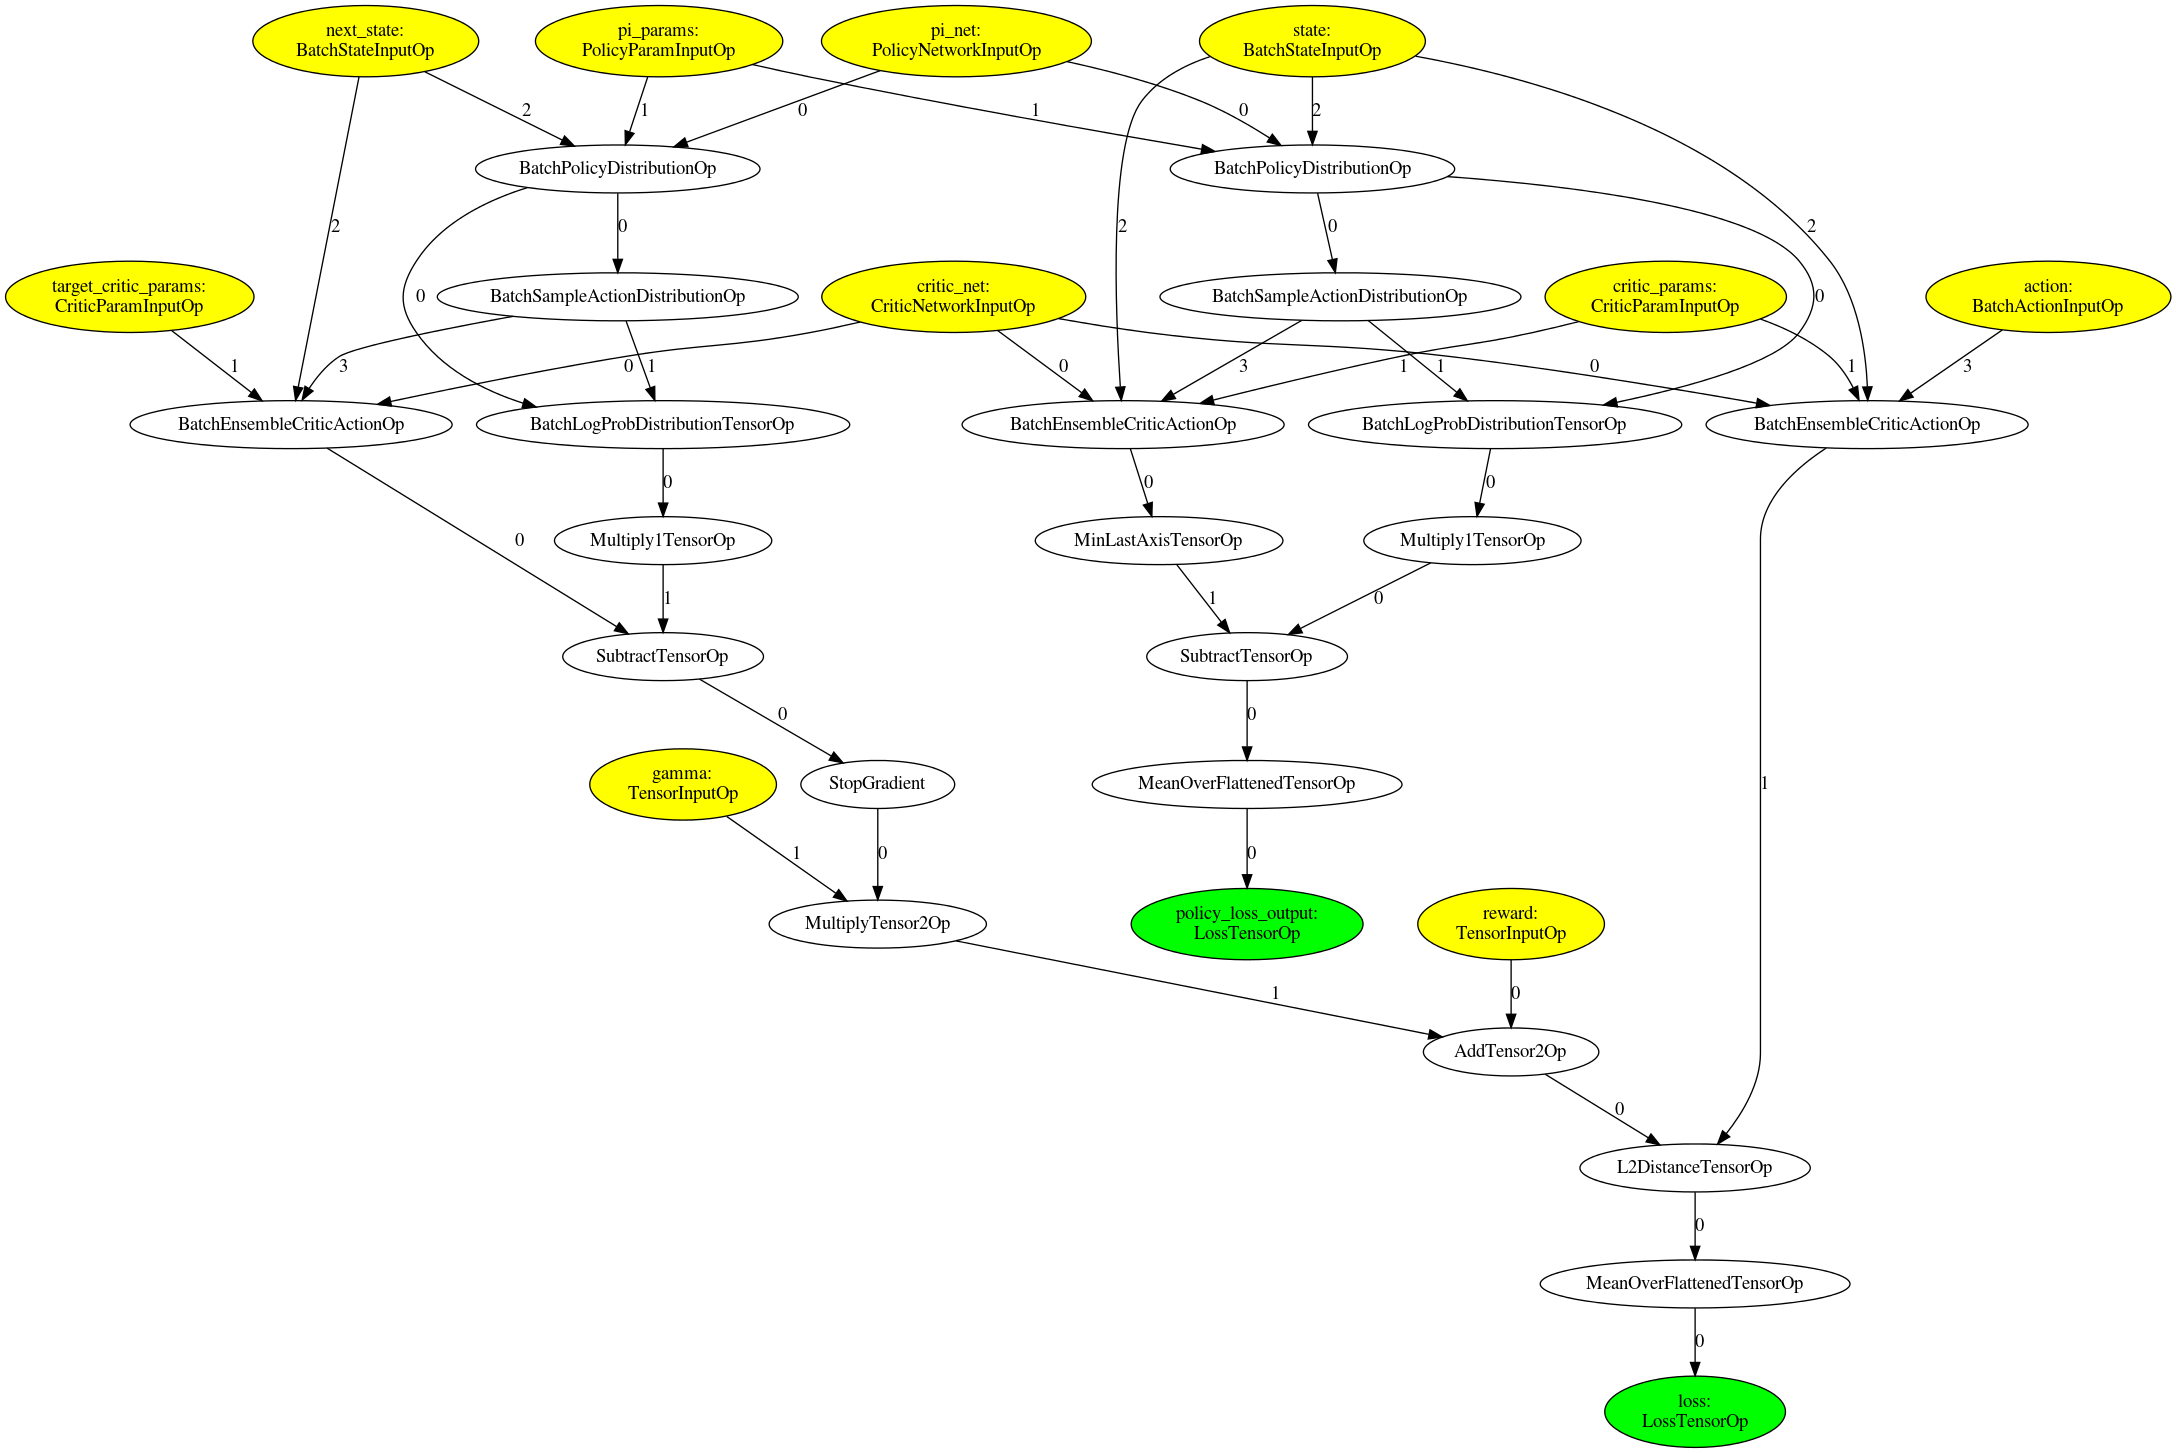 next_state:
BatchStateInputOp
pi_params:
PolicyParamInputOp
pi_net:
PolicyNetworkInputOp
state:
BatchStateInputOp
2
1
0
1
0
2
BatchPolicyDistributionOp
BatchPolicyDistributionOp
2
0
2
0
2
target_critic_params:
CriticParamInputOp
0
BatchSampleActionDistributionOp
critic_net:
CriticNetworkInputOp
BatchSampleActionDistributionOp
critic_params:
CriticParamInputOp
0
action:
BatchActionInputOp
1
3
0
1
0
3
1
1
0
1
3
BatchEnsembleCriticActionOp
BatchLogProbDistributionTensorOp
BatchEnsembleCriticActionOp
BatchLogProbDistributionTensorOp
BatchEnsembleCriticActionOp
0
0
0
0
Multiply1TensorOp
MinLastAxisTensorOp
Multiply1TensorOp
1
1
0
SubtractTensorOp
SubtractTensorOp
0
0
gamma:
TensorInputOp
StopGradient
MeanOverFlattenedTensorOp
1
1
0
0
MultiplyTensor2Op
policy_loss_output:
LossTensorOp
reward:
TensorInputOp
1
0
AddTensor2Op
0
L2DistanceTensorOp
0
MeanOverFlattenedTensorOp
0
loss:
LossTensorOp